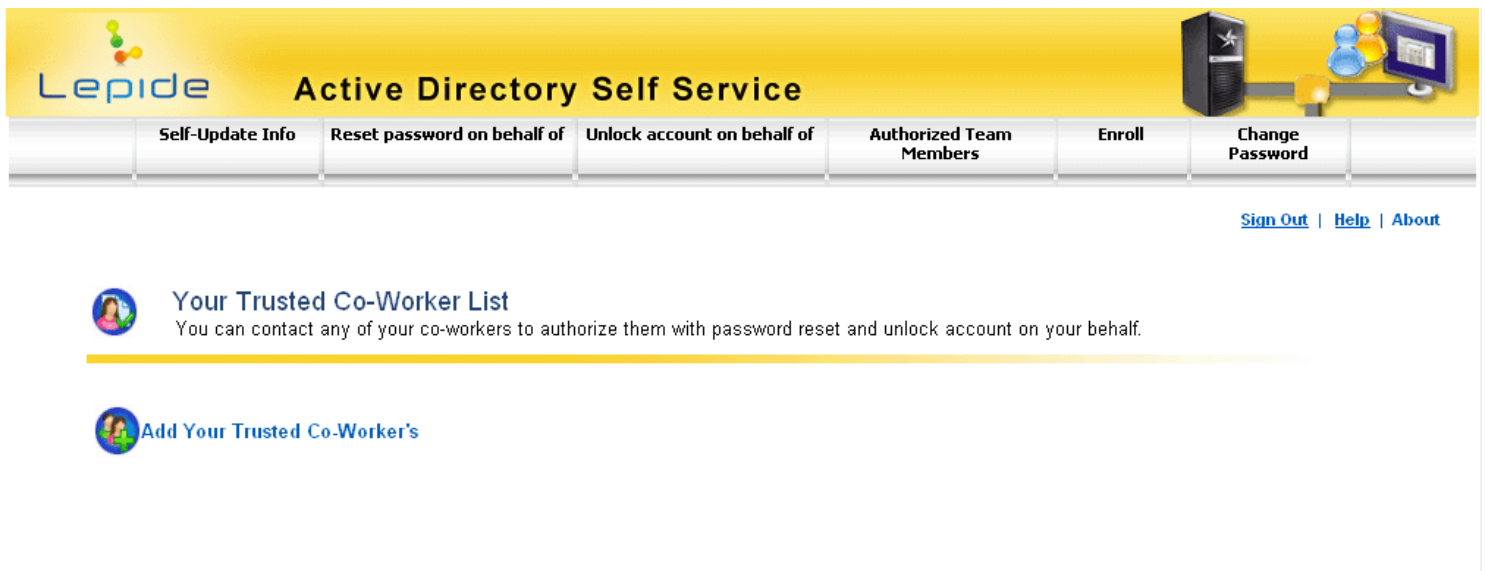 Lepide
Active Directory Self Service
Self-Update Info
Reset password on behalf of
Unlock account on behalf of
Authorized Team
Members
Enroll
Change
Password
Sign Out | Help | About
Your Trusted Co-Worker List
You can contact any of your co-workers to authorize them with password reset and unlock account on your behalf.
Add Your Trusted Co-Worker's